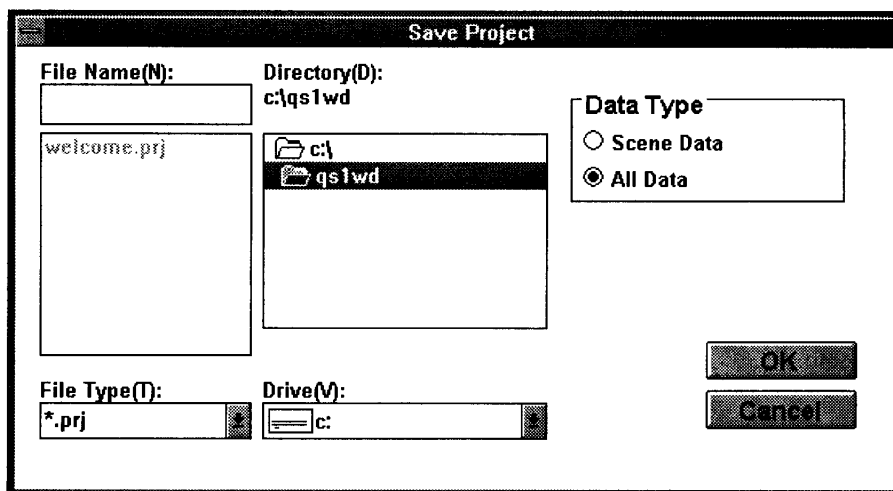 Save Project
File Name(N):
Directory(D):
c:\qs1wd
welcome.prj
c:\
qs1wd
Data Type
Scene Data
All Data
File Type(T):
*.prj
Drive(V):
c:
OK
Cancel